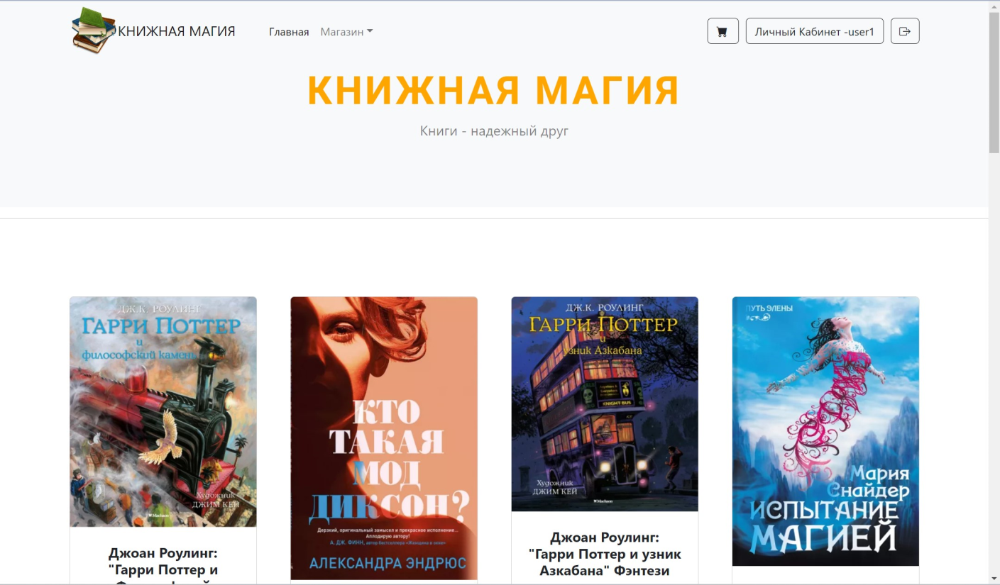 КНИЖНАЯ МАГИЯ
Главная
Магазин
Личный Кабинет -user1
КНИЖНАЯ МАГИЯ
Книги - надежный друг
ДЖ.К. РОУЛИНГ
ГАРРИ ПОТТЕР
и
философский камень
Художник
ДЖИМ КЕЙ
Machaon
Джоан Роулинг:
"Гарри Поттер и
КТО
ТАКАЯ
МОД
ДИКСОН?
Дерзкий, оригинальный замысел и прекрасное исполнение...
Аплодирую автору!
А. ДЖ. ФИНН, автор бестселлера «Женщина в окне»
АЛЕКСАНДРА ЭНДРЮС
ДЖ.К. РОУЛИНГ
ГАРРИ ПОТТЕР
и
узник Азкабана
KNIGHT BUS
Художник
ДЖИМ КЕЙ
Machaon
Джоан Роулинг:
"Гарри Поттер и узник
Азкабана" Фэнтези
ПУТЬ ЭЛЕНЫ
Мария
Снайдер
ИСПЫТАНИЕ
МАГИЕЙ